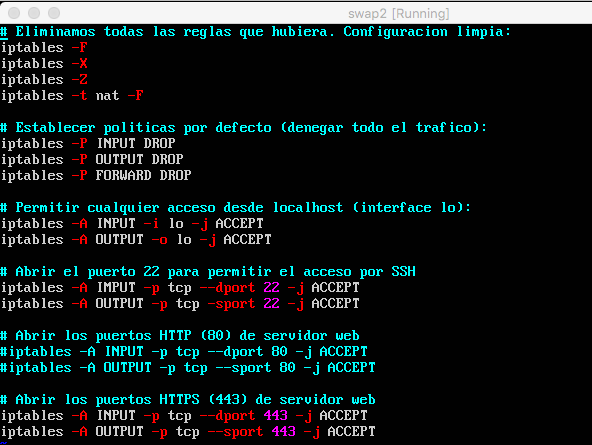 swap2 [Running]
# Eliminamos todas las reglas que hubiera. Configuracion limpia:
iptables -F
iptables -X
iptables -Z
iptables -t nat -F
# Establecer politicas por defecto (denegar todo el trafico):
iptables -P INPUT DROP
iptables -P OUTPUT DROP
iptables -P FORWARD DROP
# Permitir cualquier acceso desde localhost (interface lo):
iptables -A INPUT -i lo -j ACCEPT
iptables -A OUTPUT -o lo -j ACCEPT
# Abrir el puerto 22 para permitir el acceso por SSH
iptables -A IMPUT -p tcp --dport 22 -j ACCEPT
iptables -A OUTPUT -p tcp -sport 22 -j ACCEPT
# Abrir los puertos HTTP (80) de servidor web
#iptables -A INPUT -p tcp --dport 80 -j ACCEPT
#iptables -A OUTPUT -p tcp --sport 80 -j ACCEPT
# Abrir los puertos HTTPS (443) de servidor web
iptables -A INPUT -p tcp --dport 443 -j ACCEPT
iptables -A OUTPUT -p tcp --sport 443 -j ACCEPT